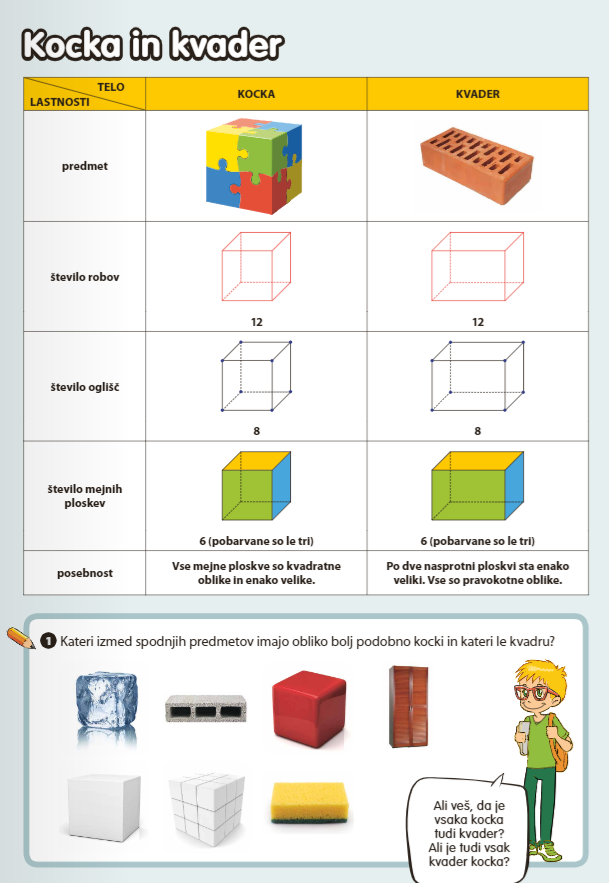 Kocka in kvader
TELO
LASTNOSTI
KOCKA
KVADER
predmet
število robov
12
12
število oglišč
8
8
število mejnih
ploskev
6 (pobarvane so le tri)
6 (pobarvane so le tri)
posebnost
Vse mejne ploskve so kvadratne
oblike in enako velike.
Po dve nasprotni ploskvi sta enako
veliki. Vse so pravokotne oblike.
1 Kateri izmed spodnjih predmetov imajo obliko bolj podobno kocki in kateri le kvadru?
Ali veš, da je
vsaka kocka
tudi kvader?
Ali je tudi vsak
kvader kocka?